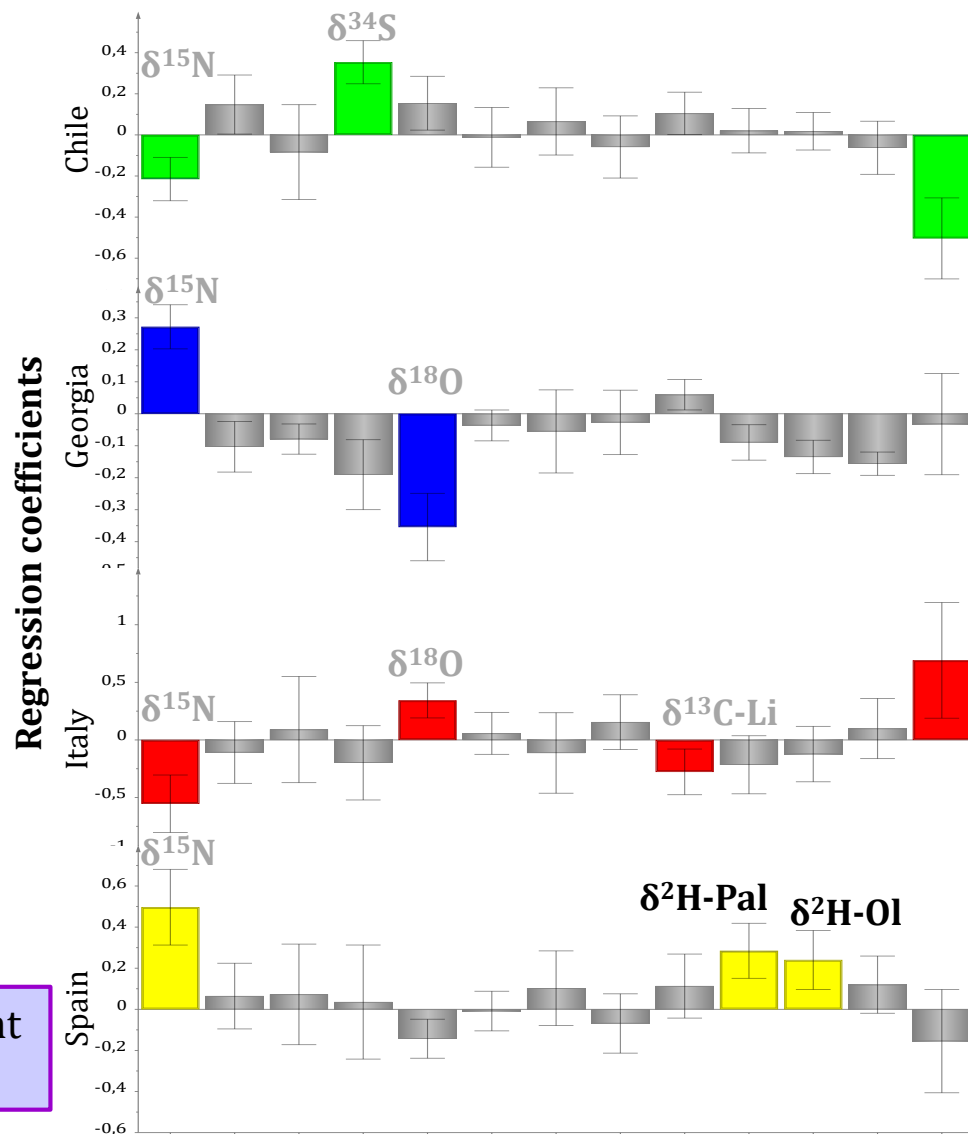 Regression coefficients
Chile
0,4
0,2
0
-0,2
-0,4
-0,6
δ¹⁵N
δ³⁴S
Georgia
0,3
0,2
0,1
0
-0,1
-0,2
-0,3
-0,4
δ¹⁵N
δ¹⁸O
Italy
1
0,5
0
-0,5
-1
δ¹⁵N
δ¹⁸O
δ¹³C-Li
Spain
0,6
0,4
0,2
0
-0,2
-0,4
-0,6
δ¹⁵N
δ²H-Pal
δ²H-Ol